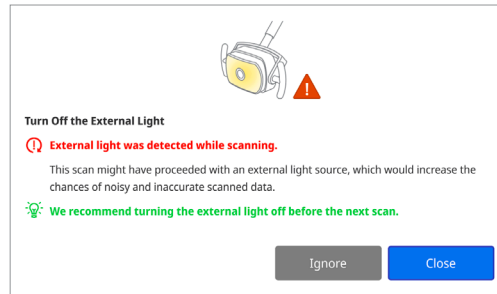 Turn Off the External Light
External light was detected while scanning.
This scan might have proceeded with an external light source, which would increase the
chances of noisy and inaccurate scanned data.
We recommend turning the external light off before the next scan.
Ignore
Close